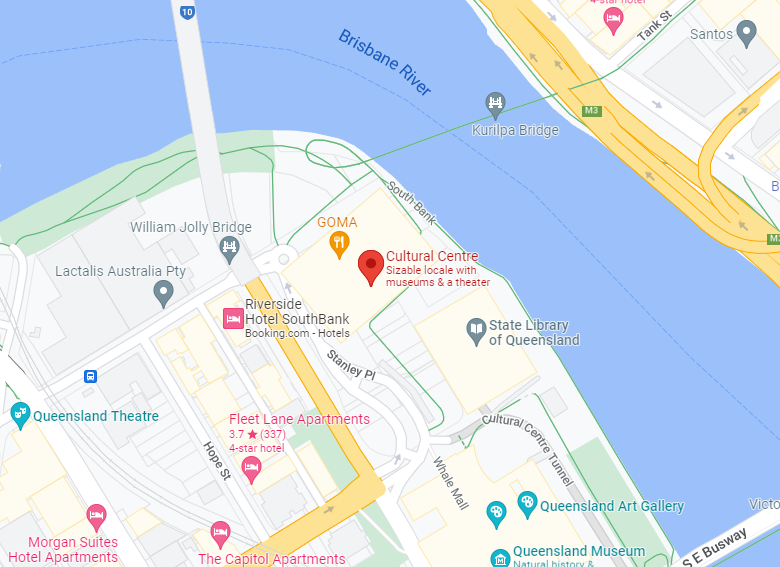 10
4-star hotel
Tank St
Santos
Brisbane River
M3
Kurilpa Bridge
South Bank
B
William Jolly Bridge
GOMA
M3
Cultural Centre
Sizable locale with
museums & a theater
Lactalis Australia Pty
Riverside
Hotel SouthBank
Booking.com - Hotels
State Library
of Queensland
Stanley Pl
Queensland Theatre
Fleet Lane Apartments
3.7 ★ (337)
4-star hotel
Cultural Centre Tunnel
Hope St
Whale Mall
Queensland Art Gallery
Victo
Morgan Suites
Hotel Apartments
The Capitol Apartments
Queensland Museum
Natural history &
S E Busway